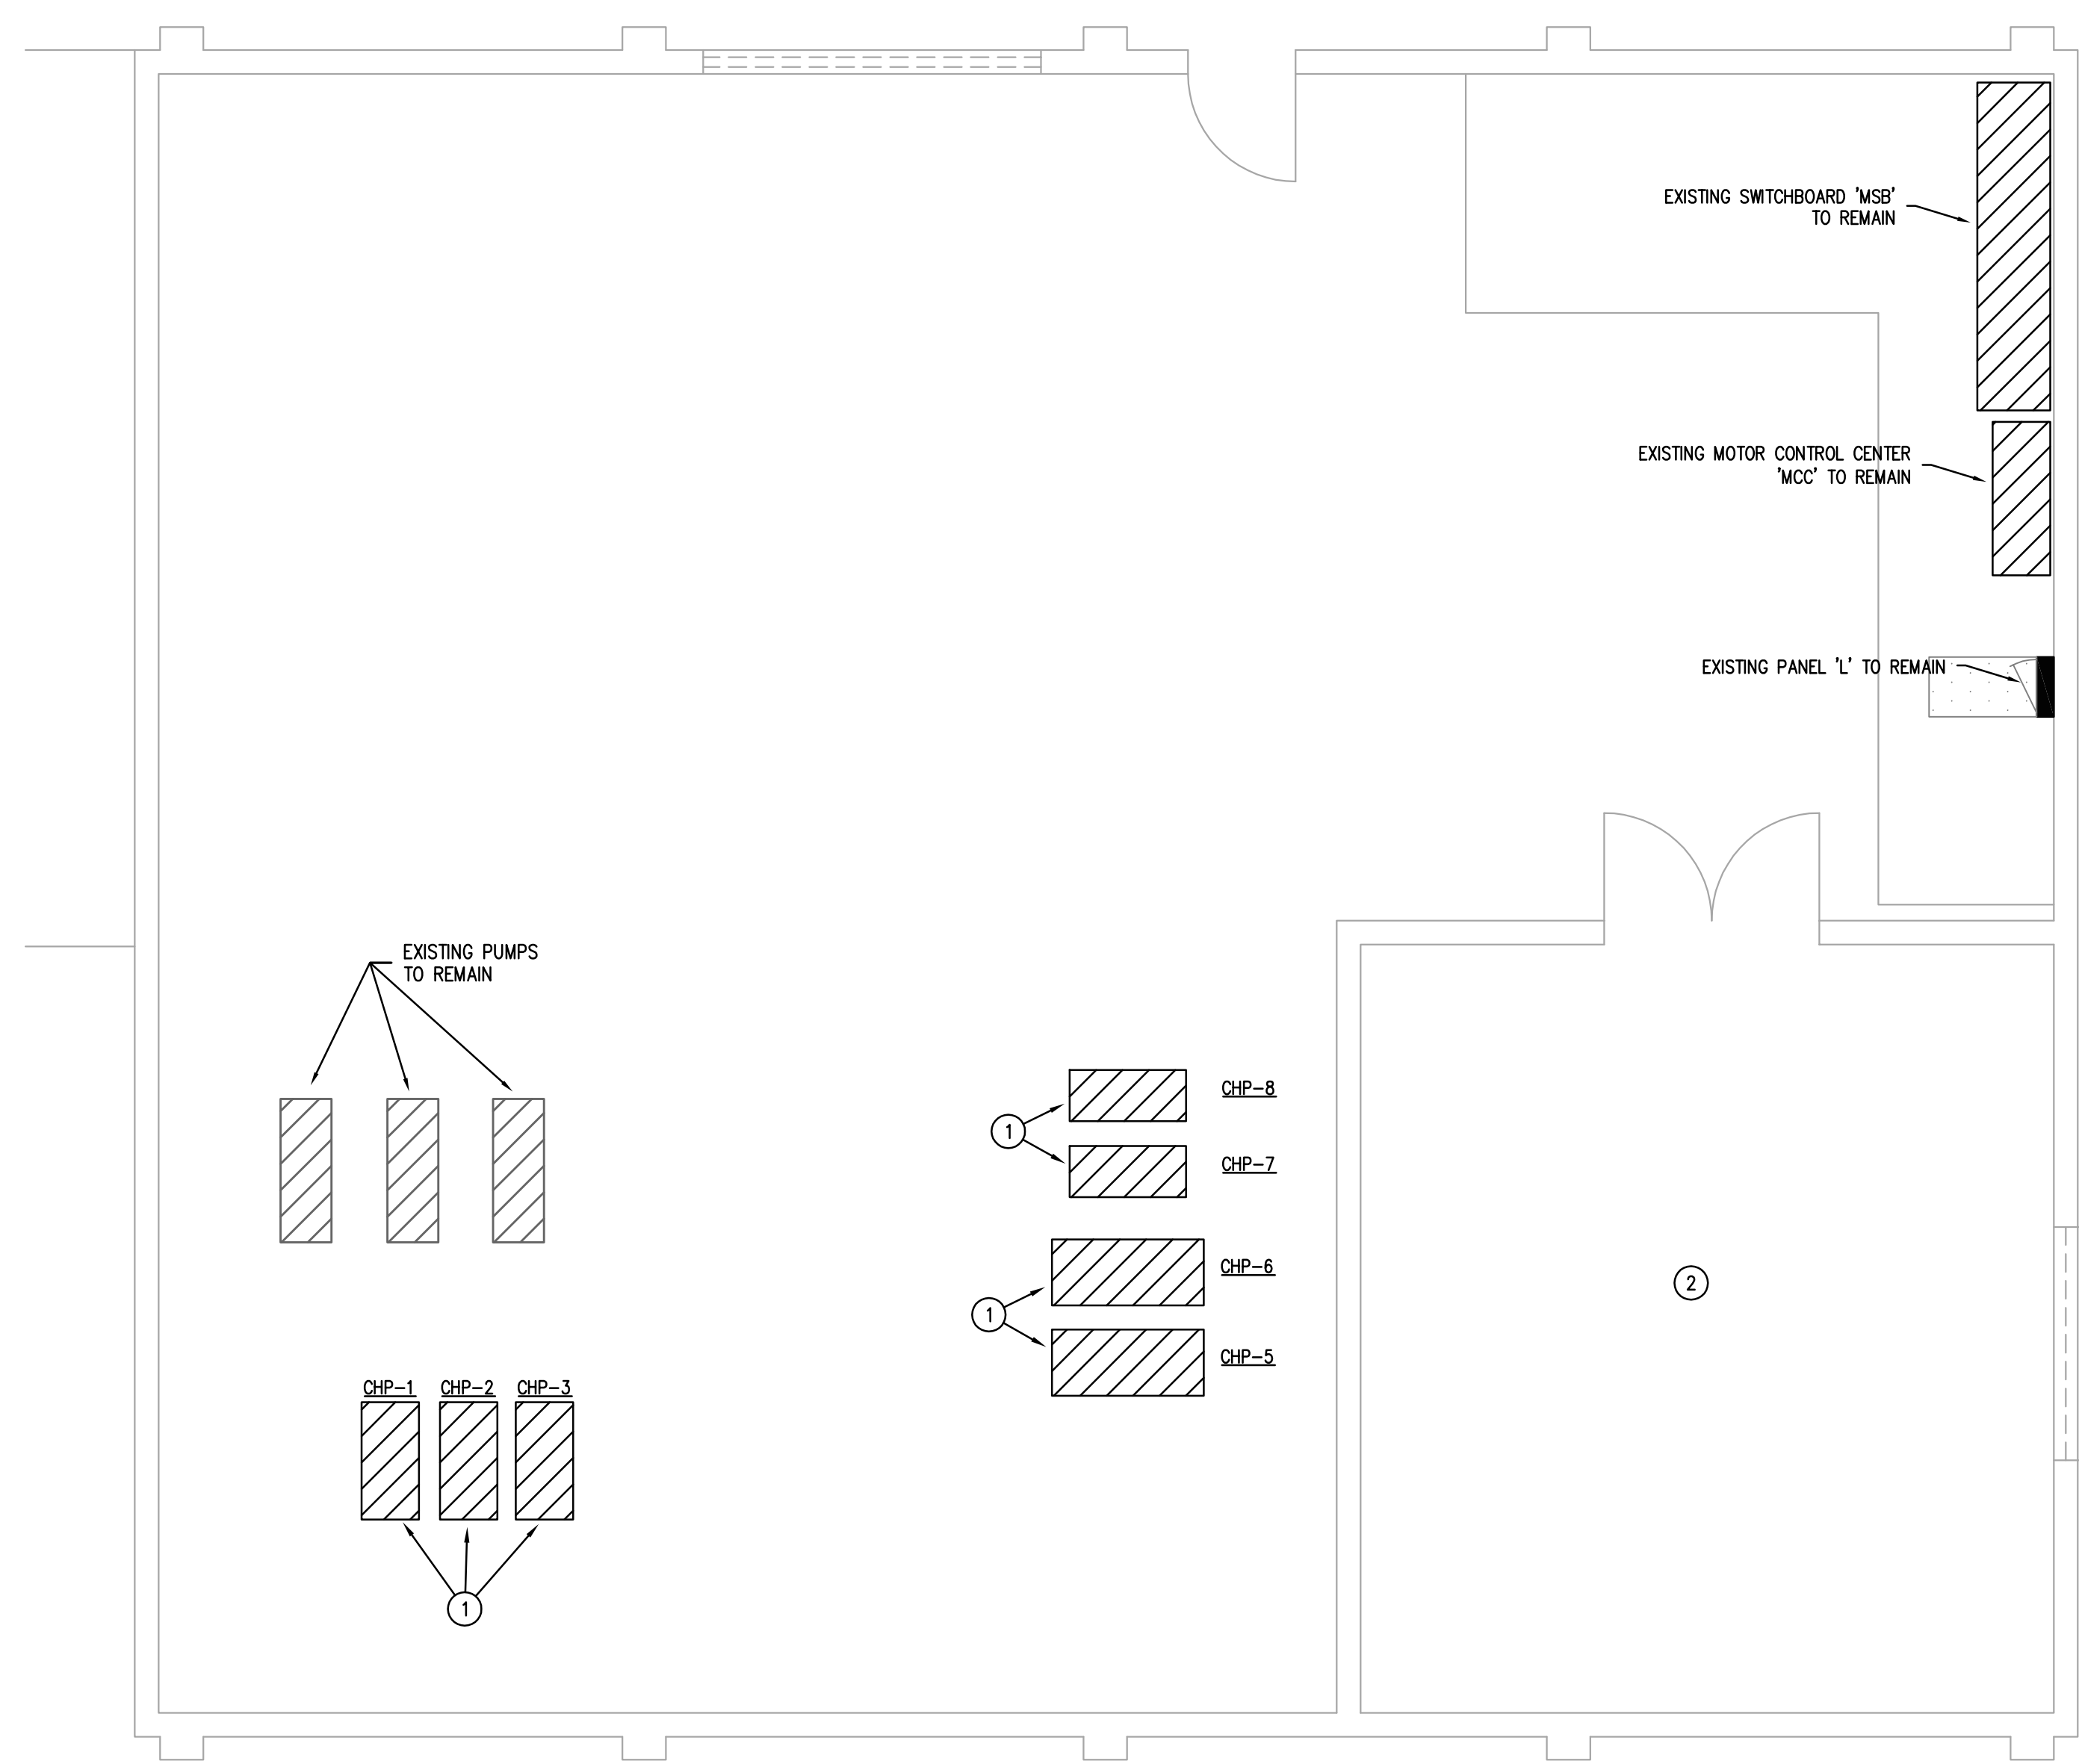 EXISTING SWITCHBOARD 'MSB'
TO REMAIN
EXISTING MOTOR CONTROL CENTER
'MCC' TO REMAIN
EXISTING PANEL 'L' TO REMAIN
EXISTING PUMPS
TO REMAIN
CHP-8
1
CHP-7
CHP-6
2
1
CHP-5
CHP-1 CHP-2 CHP-3
1